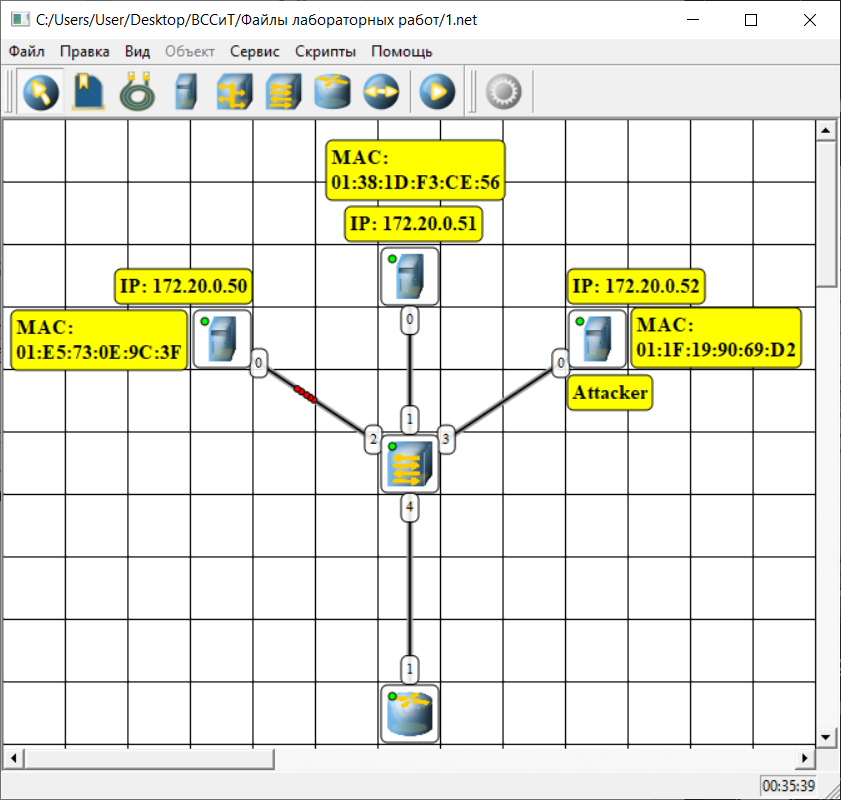 C:/Users/User/Desktop/ВССиТ/Файлы лабораторных работ/1.net
Файл Правка Вид Объект Сервис Скрипты Помощь
MAC:
01:38:1D:F3:CE:56
IP: 172.20.0.51
IP: 172.20.0.50
IP: 172.20.0.52
MAC:
01:E5:73:0E:9C:3F
MAC:
01:1F:19:90:69:D2
0
0
0
Attacker
1
2
3
4
1
00:35:39